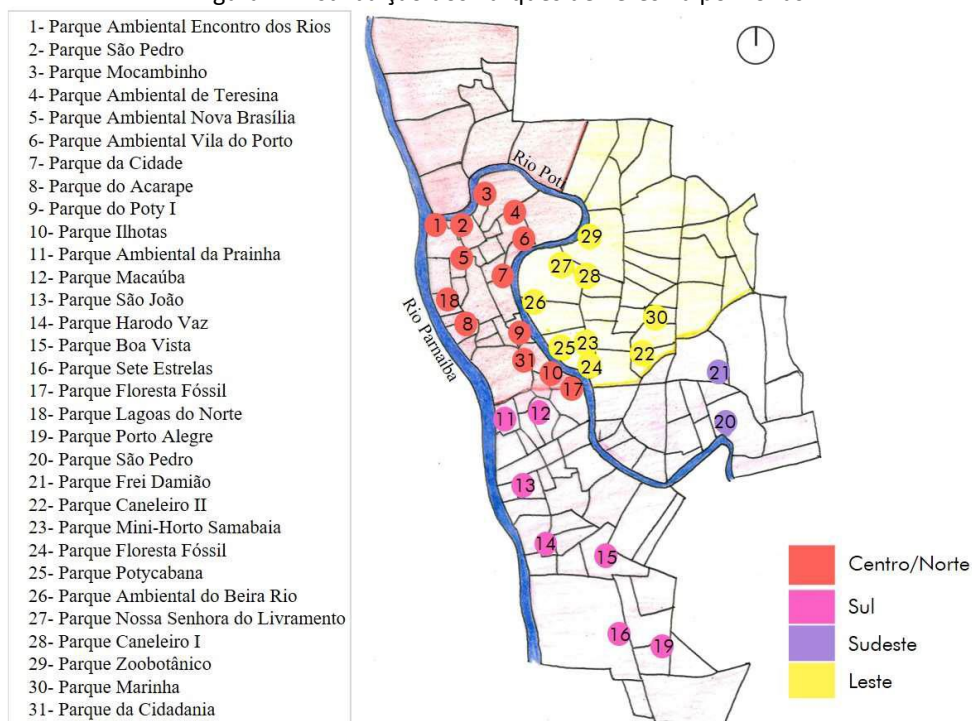 1- Parque Ambiental Encontro dos Rios
2- Parque São Pedro
3- Parque Mocambinho
4- Parque Ambiental de Teresina
5- Parque Ambiental Nova Brasília
6- Parque Ambiental Vila do Porto
7- Parque da Cidade
8- Parque do Acarape
9- Parque do Poty I
10- Parque Ilhotas
11- Parque Ambiental da Prainha
12- Parque Macaúba
13- Parque São João
14- Parque Harodo Vaz
15- Parque Boa Vista
16- Parque Sete Estrelas
17- Parque Floresta Fóssil
18- Parque Lagoas do Norte
19- Parque Porto Alegre
20- Parque São Pedro
21- Parque Frei Damião
22- Parque Caneleiro II
23- Parque Mini-Horto Samabaia
24- Parque Floresta Fóssil
25- Parque Potycabana
26- Parque Ambiental do Beira Rio
27- Parque Nossa Senhora do Livramento
28- Parque Caneleiro I
29- Parque Zoobotânico
30- Parque Marinha
31- Parque da Cidadania
Rio Poti
3
4
1
2
6
29
5
27
28
7
18
26
30
8
9
23
25
22
31
24
10
21
17
Rio Parnaíba
11
12
20
13
14
15
16
19
Centro/Norte
Sul
Sudeste
Leste